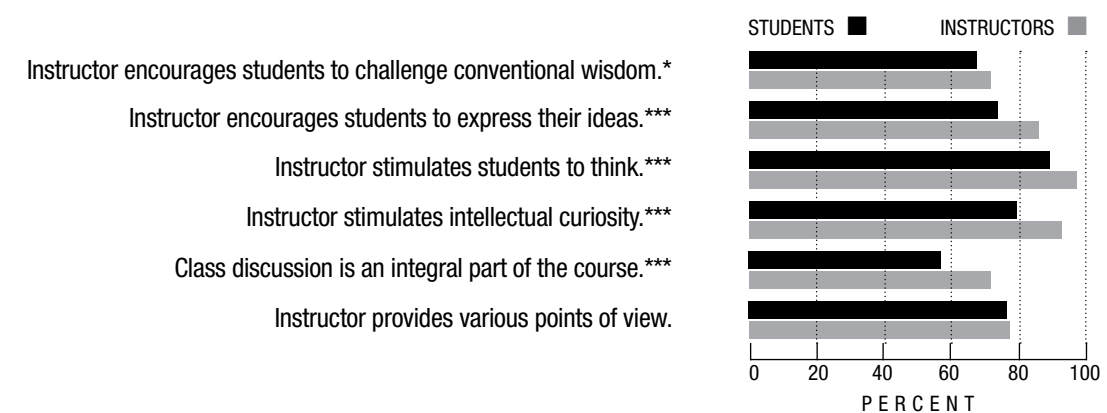 STUDENTS INSTRUCTORS
Instructor encourages students to challenge conventional wisdom.*
Instructor encourages students to express their ideas.***
Instructor stimulates students to think.***
Instructor stimulates intellectual curiosity.***
Class discussion is an integral part of the course.***
Instructor provides various points of view.
0 20 40 60 80 100
PERCENT